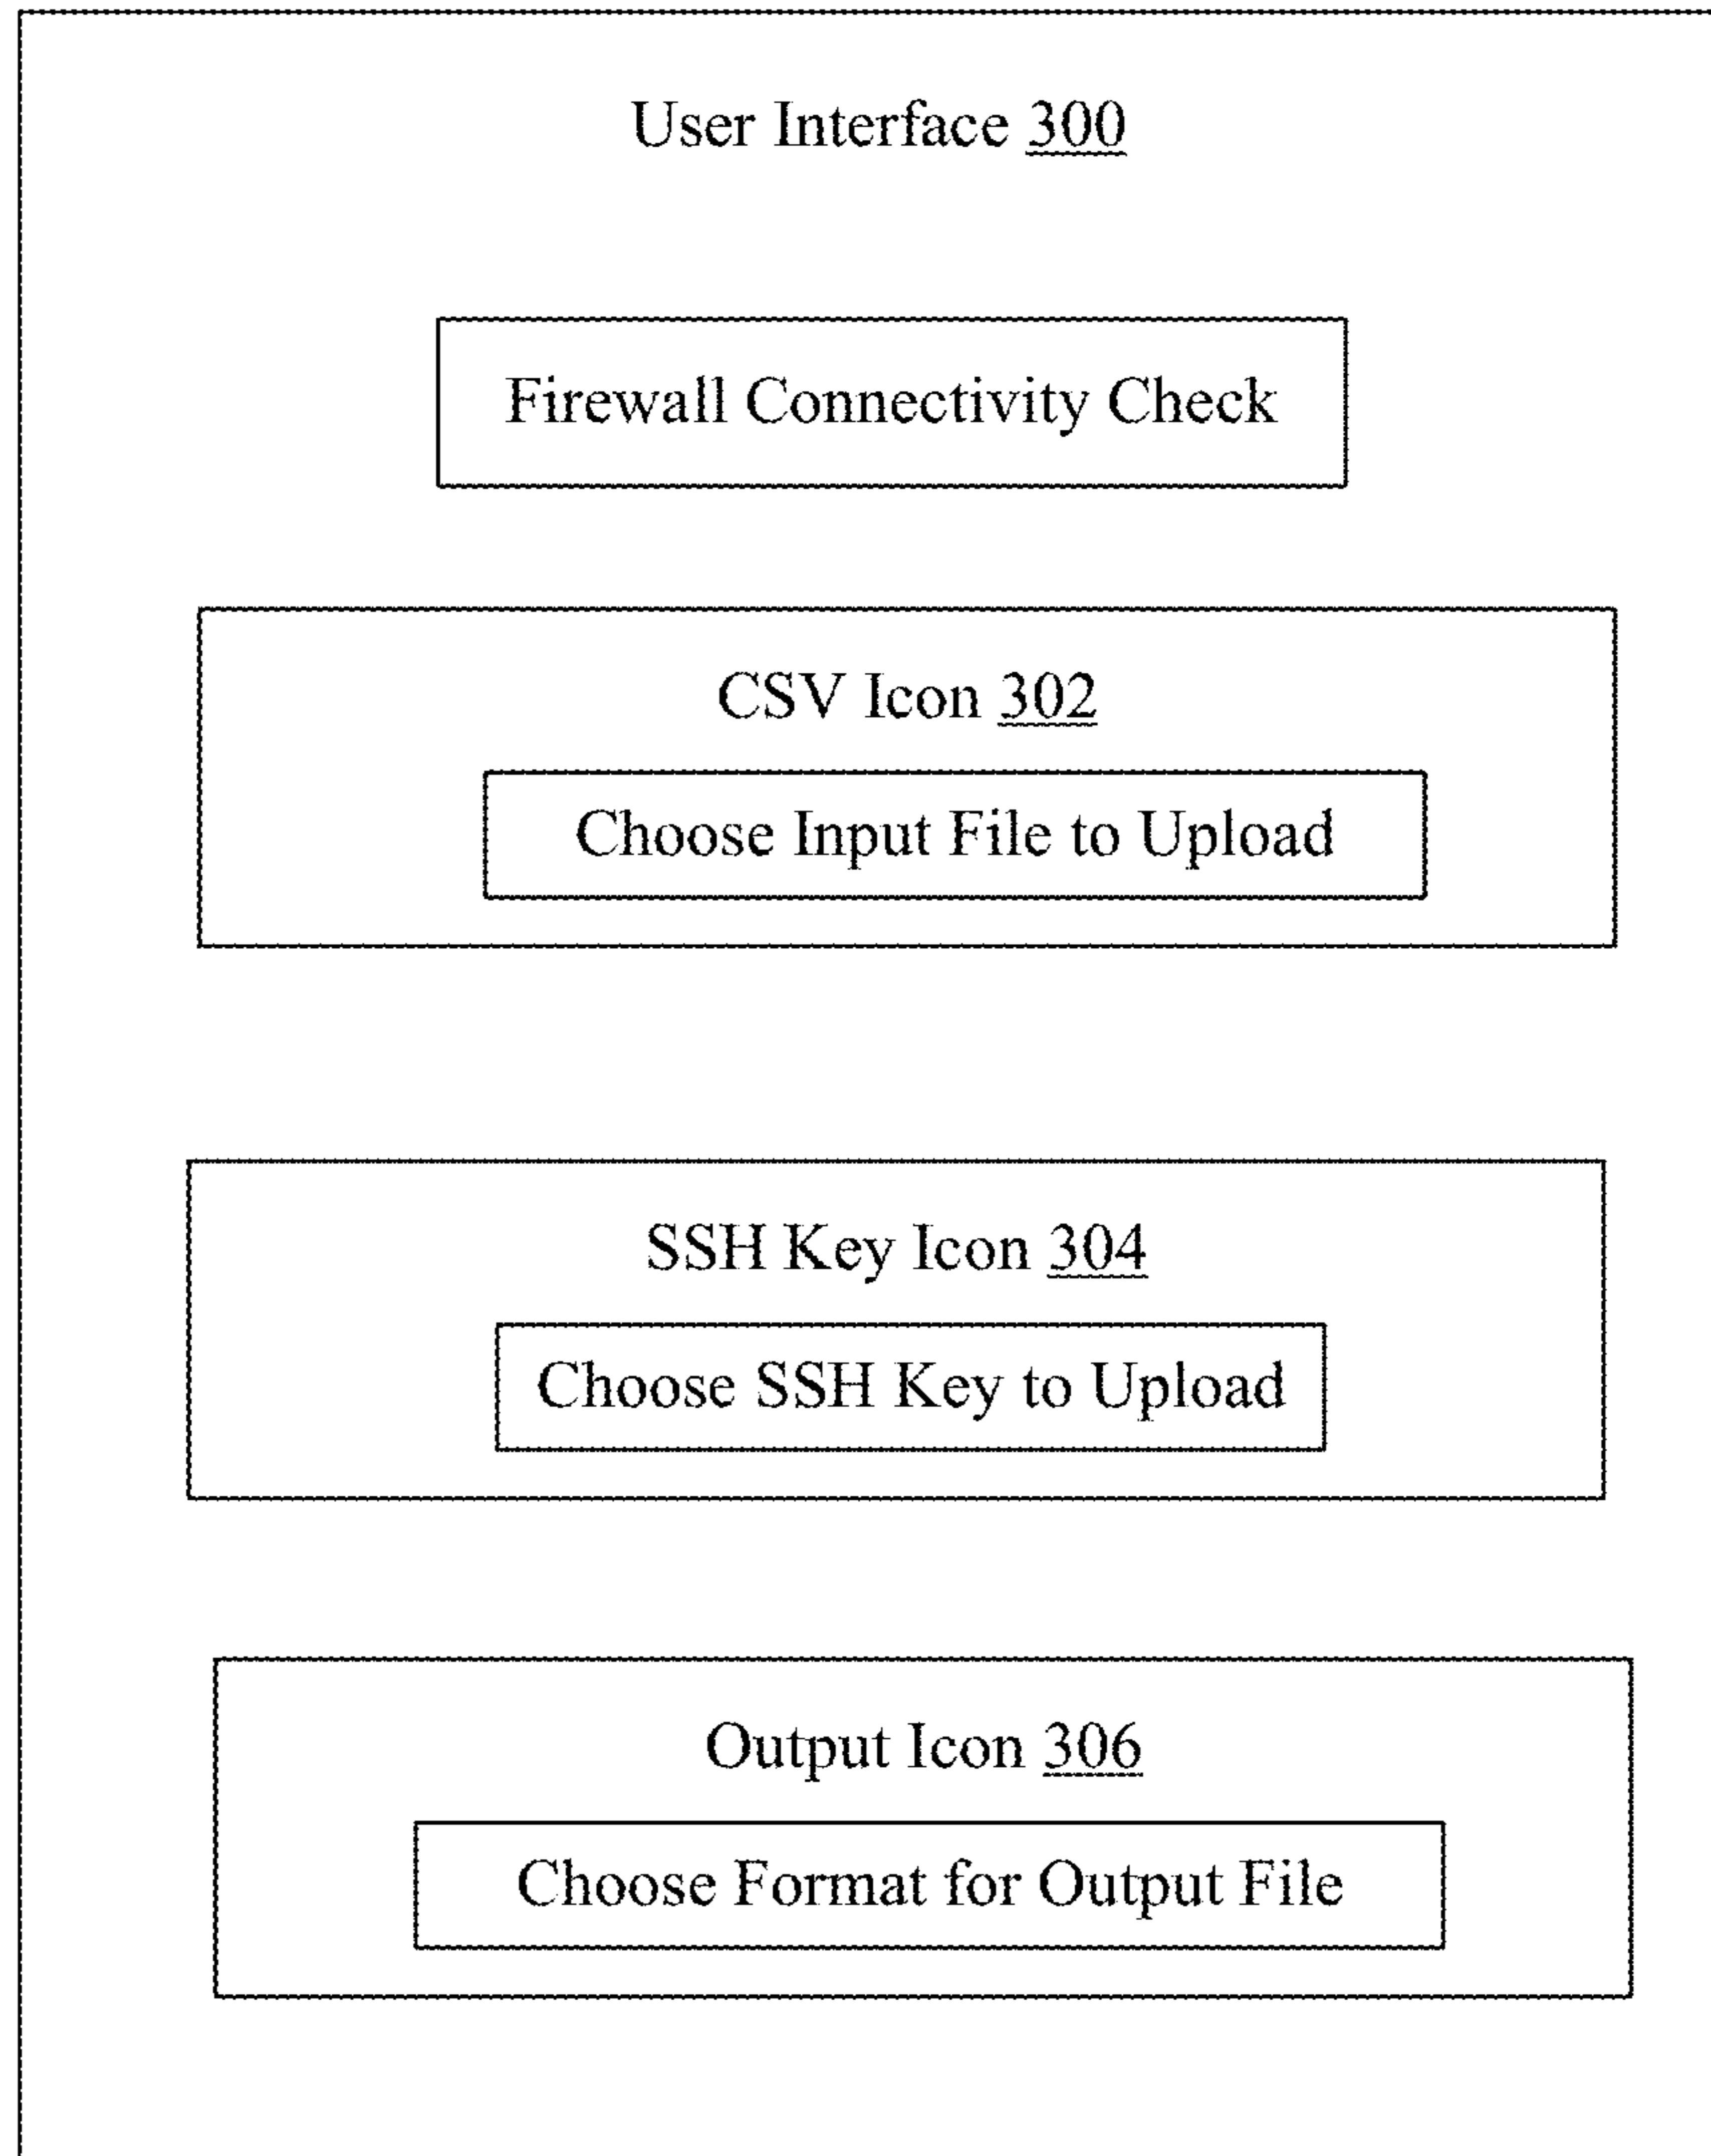 User Interface 300
Firewall Connectivity Check
CSV Icon 302
Choose Input File to Upload
SSH Key Icon 304
Choose SSH Key to Upload
Output Icon 306
Choose Format for Output File